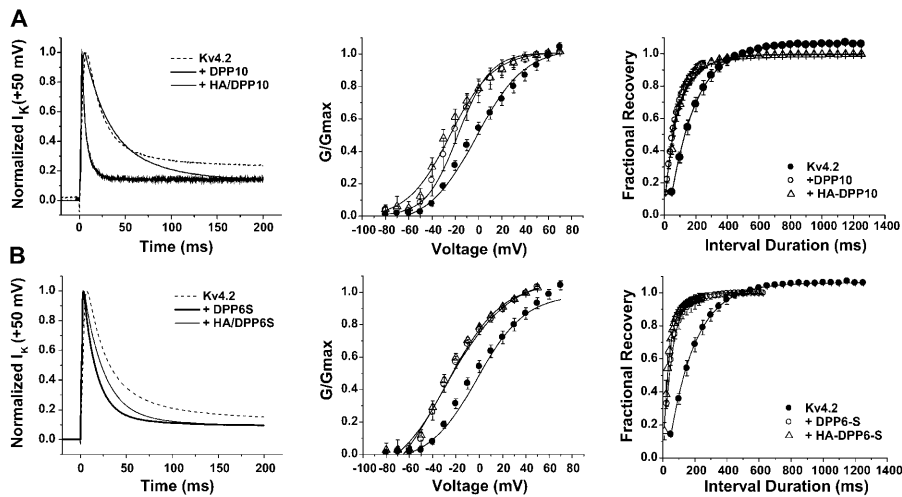 A
Normalized IK(+50 mV)
1.0
0.8
0.6
0.4
0.2
0.0
Kv4.2
+ DPP10
+ HA/DPP10
0 50 100 150 200
Time (ms)
G/Gmax
1.0
0.8
0.6
0.4
0.2
0.0
-100 -80 -60 -40 -20 0 20 40 60 80
Voltage (mV)
Fractional Recovery
1.0
0.8
0.6
0.4
0.2
0.0
Kv4.2
+DPP10
+ HA-DPP10
0 200 400 600 800 1000 1200 1400
Interval Duration (ms)
B
Normalized IK (+50 mV)
1.0
0.8
0.6
0.4
0.2
0.0
Kv4.2
+ DPP6S
+ HA/DPP6S
0 50 100 150 200
Time (ms)
G/Gmax
1.0
0.8
0.6
0.4
0.2
0.0
-100 -80 -60 -40 -20 0 20 40 60 80
Voltage (mV)
Fractional Recovery
1.0
0.8
0.6
0.4
0.2
0.0
Kv4.2
+ DPP6-S
+ HA-DPP6-S
0 200 400 600 800 1000 1200 1400
Interval Duration (ms)